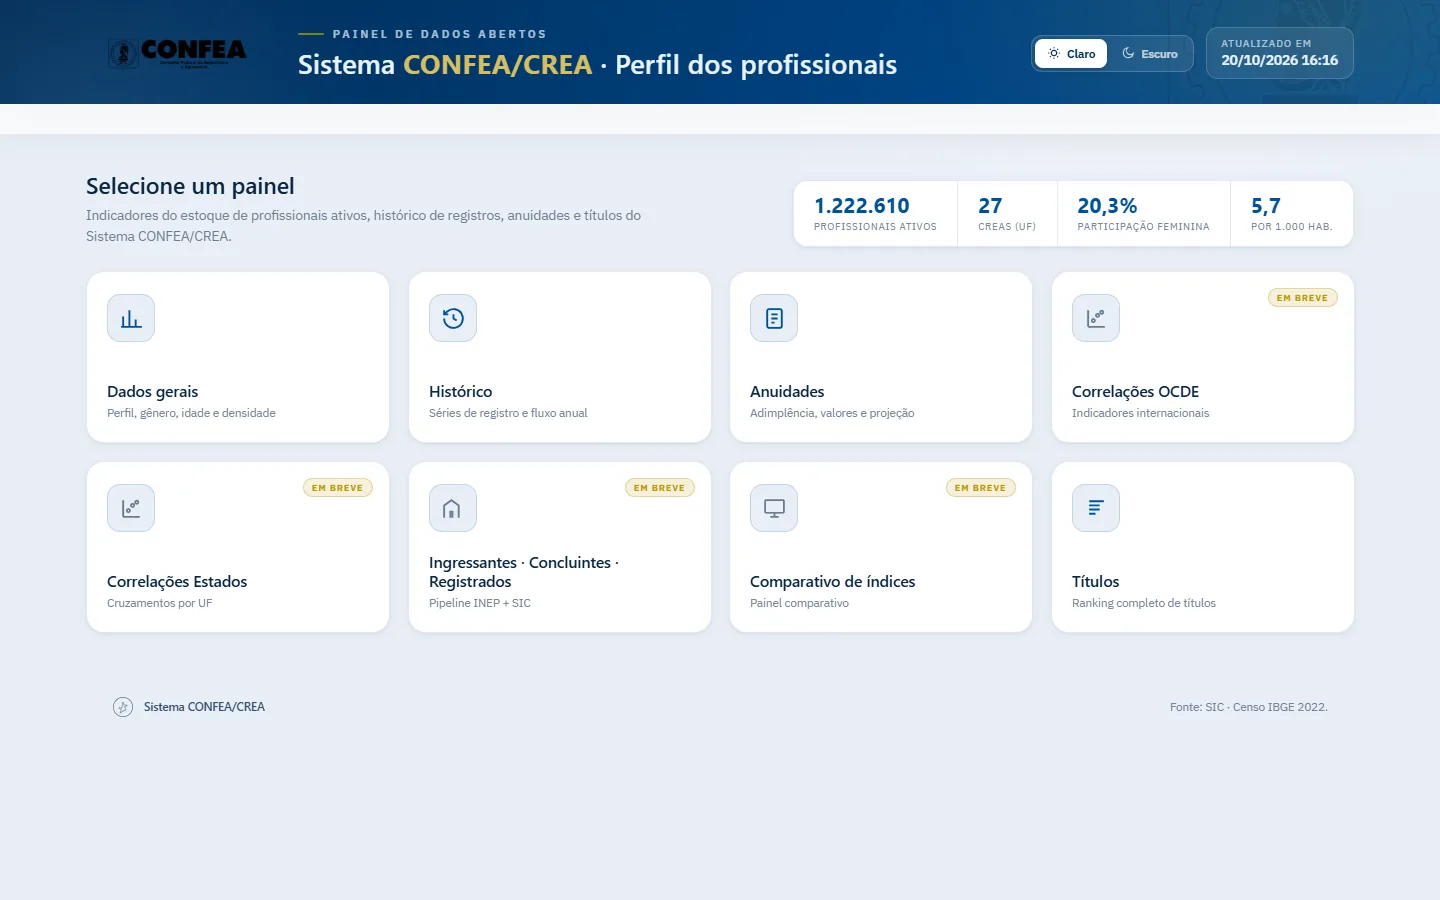 CONFEA
PAINEL DE DADOS ABERTOS
Sistema CONFEA/CREA · Perfil dos profissionais
Claro
Escuro
ATUALIZADO EM
20/10/2026 16:16
Selecione um painel
Indicadores do estoque de profissionais ativos, histórico de registros, anuidades e títulos do
Sistema CONFEA/CREA.
1.222.610
PROFISSIONAIS ATIVOS
27
CREAS (UF)
20,3%
PARTICIPAÇÃO FEMININA
5,7
POR 1.000 HAB.
Dados gerais
Perfil, gênero, idade e densidade
Histórico
Séries de registro e fluxo anual
Anuidades
Adimplência, valores e projeção
EM BREVE
Correlações OCDE
Indicadores internacionais
EM BREVE
Correlações Estados
Cruzamentos por UF
EM BREVE
Ingressantes · Concluintes ·
Registrados
Pipeline INEP + SIC
EM BREVE
Comparativo de índices
Painel comparativo
Títulos
Ranking completo de títulos
Sistema CONFEA/CREA
Fonte: SIC · Censo IBGE 2022.